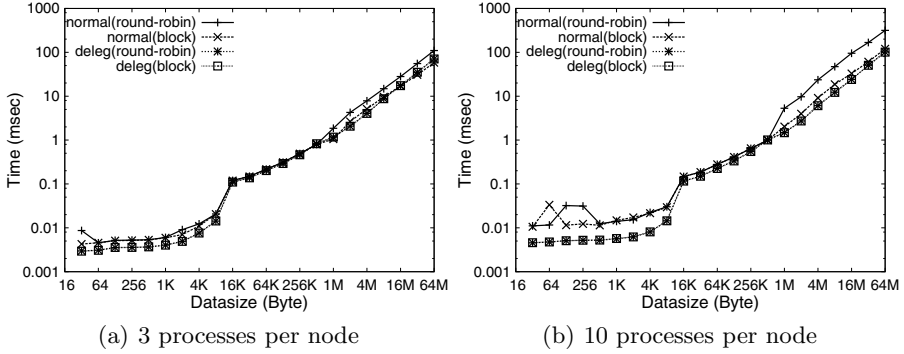 1000
100
10
1
0.1
0.01
0.001
Time (msec)
normal(round-robin)
normal(block)
deleg(round-robin)
deleg(block)
16 64 256 1K 4K 16K 64K 256K 1M 4M 16M 64M
Datasize (Byte)
(a) 3 processes per node
1000
100
10
1
0.1
0.01
0.001
Time (msec)
normal(round-robin)
normal(block)
deleg(round-robin)
deleg(block)
16 64 256 1K 4K 16K 64K 256K 1M 4M 16M 64M
Datasize (Byte)
(b) 10 processes per node